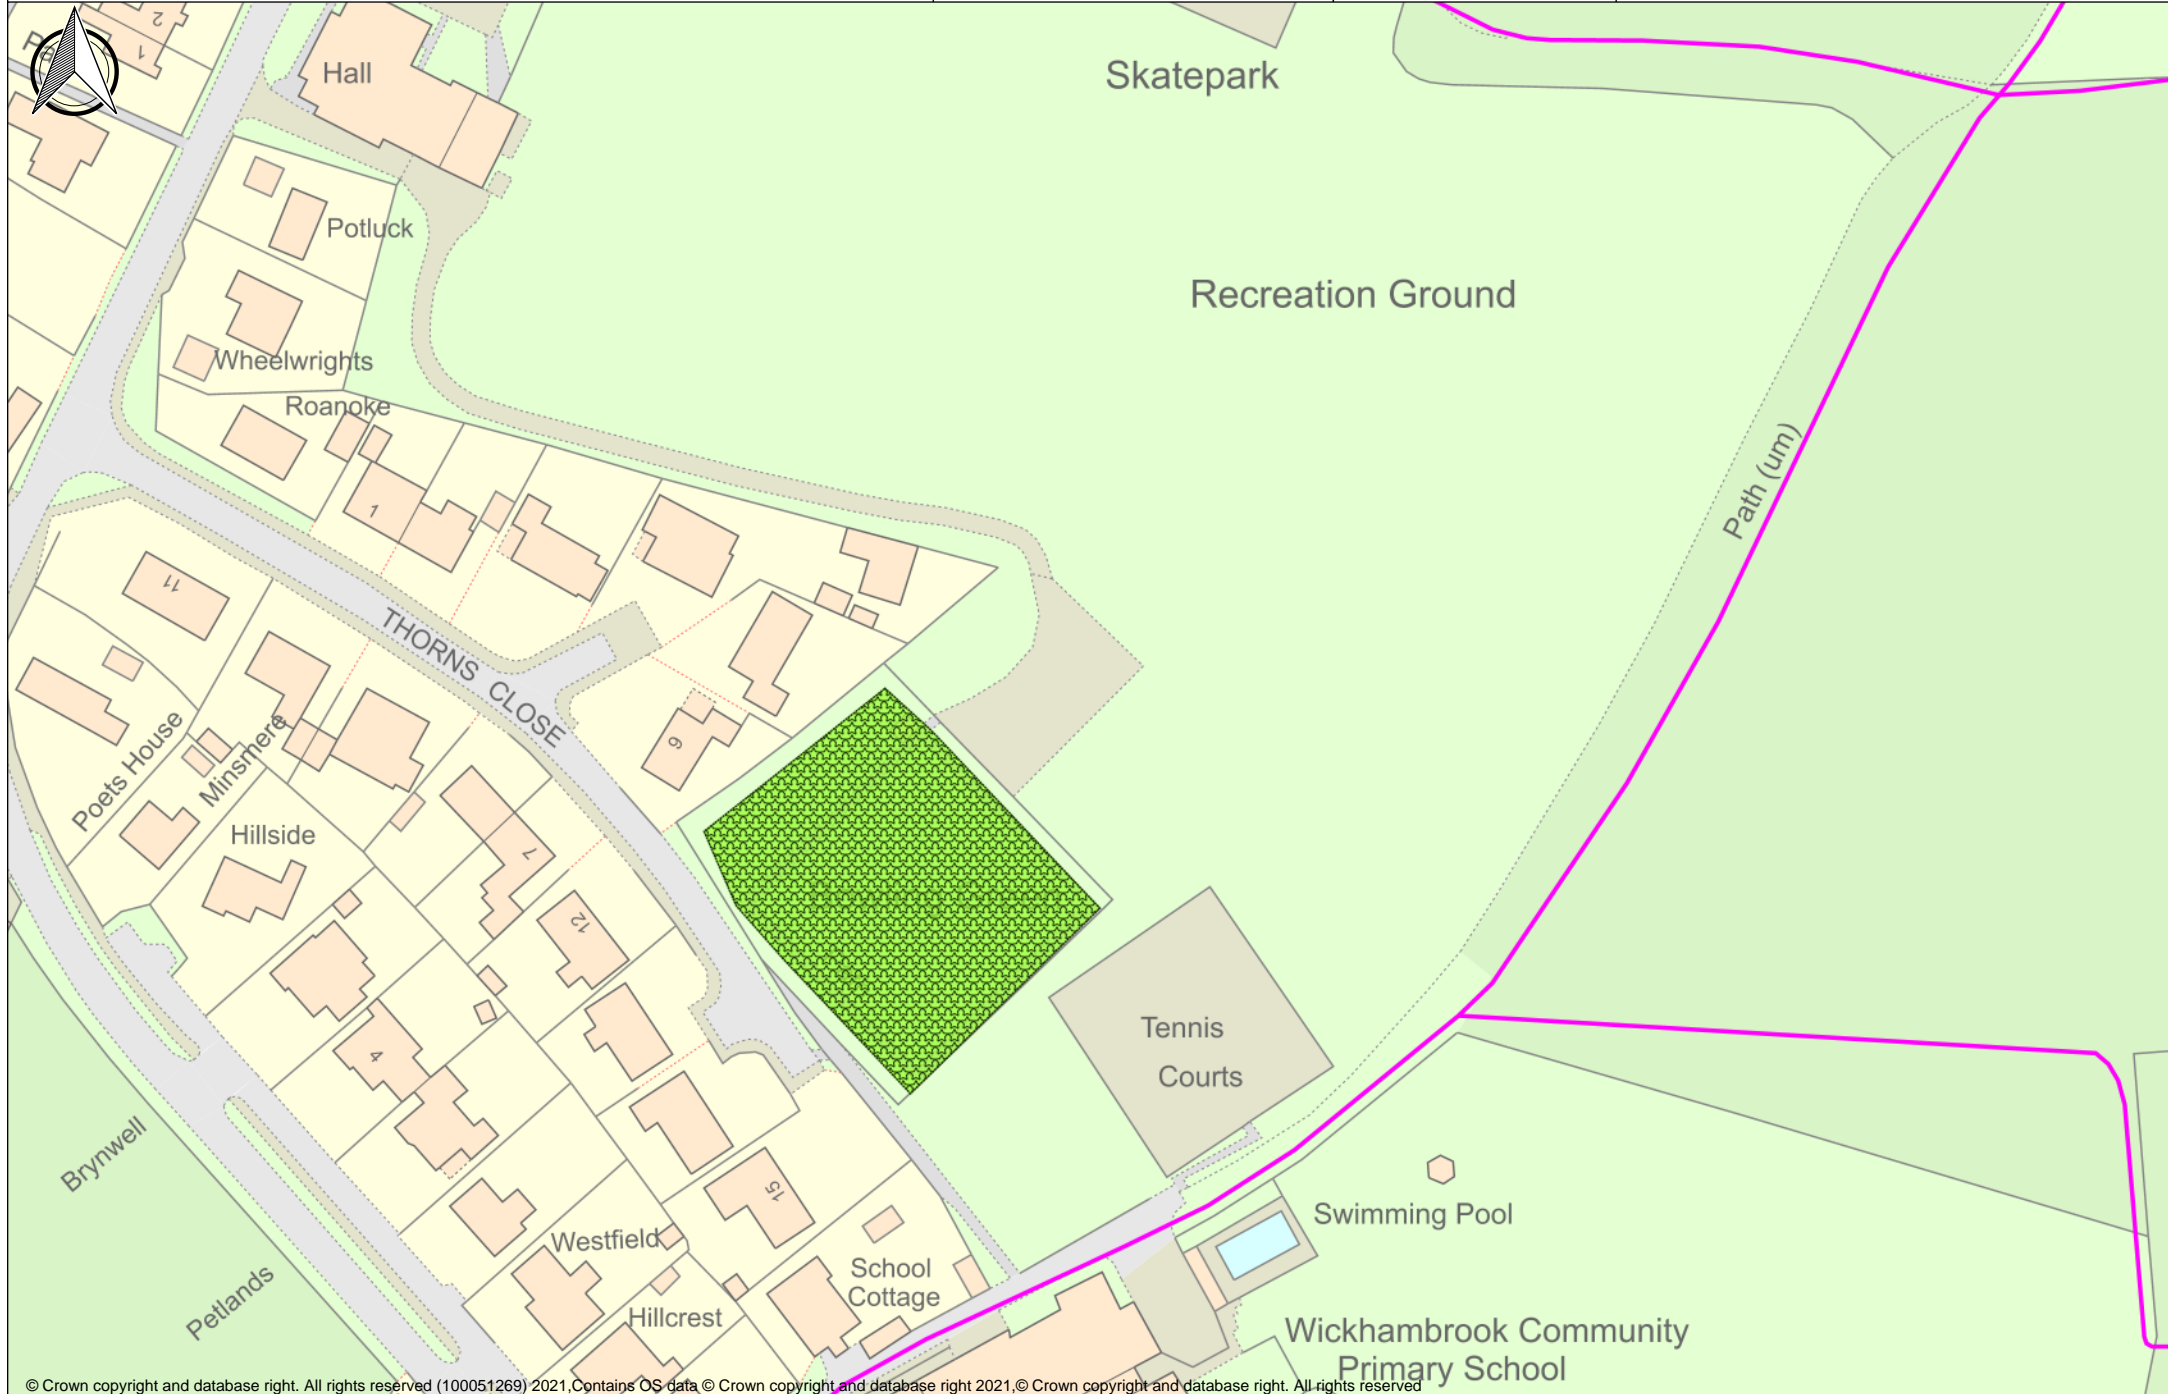 2
1
Hall
Skatepark
Potluck
Recreation Ground
Wheelwrights
Roanoke
Path (um)
1
11
THORNS CLOSE
Poets House
Minsmere
9
Hillside
7
12
4
Tennis
Courts
Brynwell
15
Swimming Pool
Westfield
School
Cottage
Petlands
Hillcrest
Wickhambrook Community
Primary School
© Crown copyright and database right. All rights reserved (100051269) 2021,Contains OS data © Crown copyright and database right 2021,© Crown copyright and database right. All rights reserved